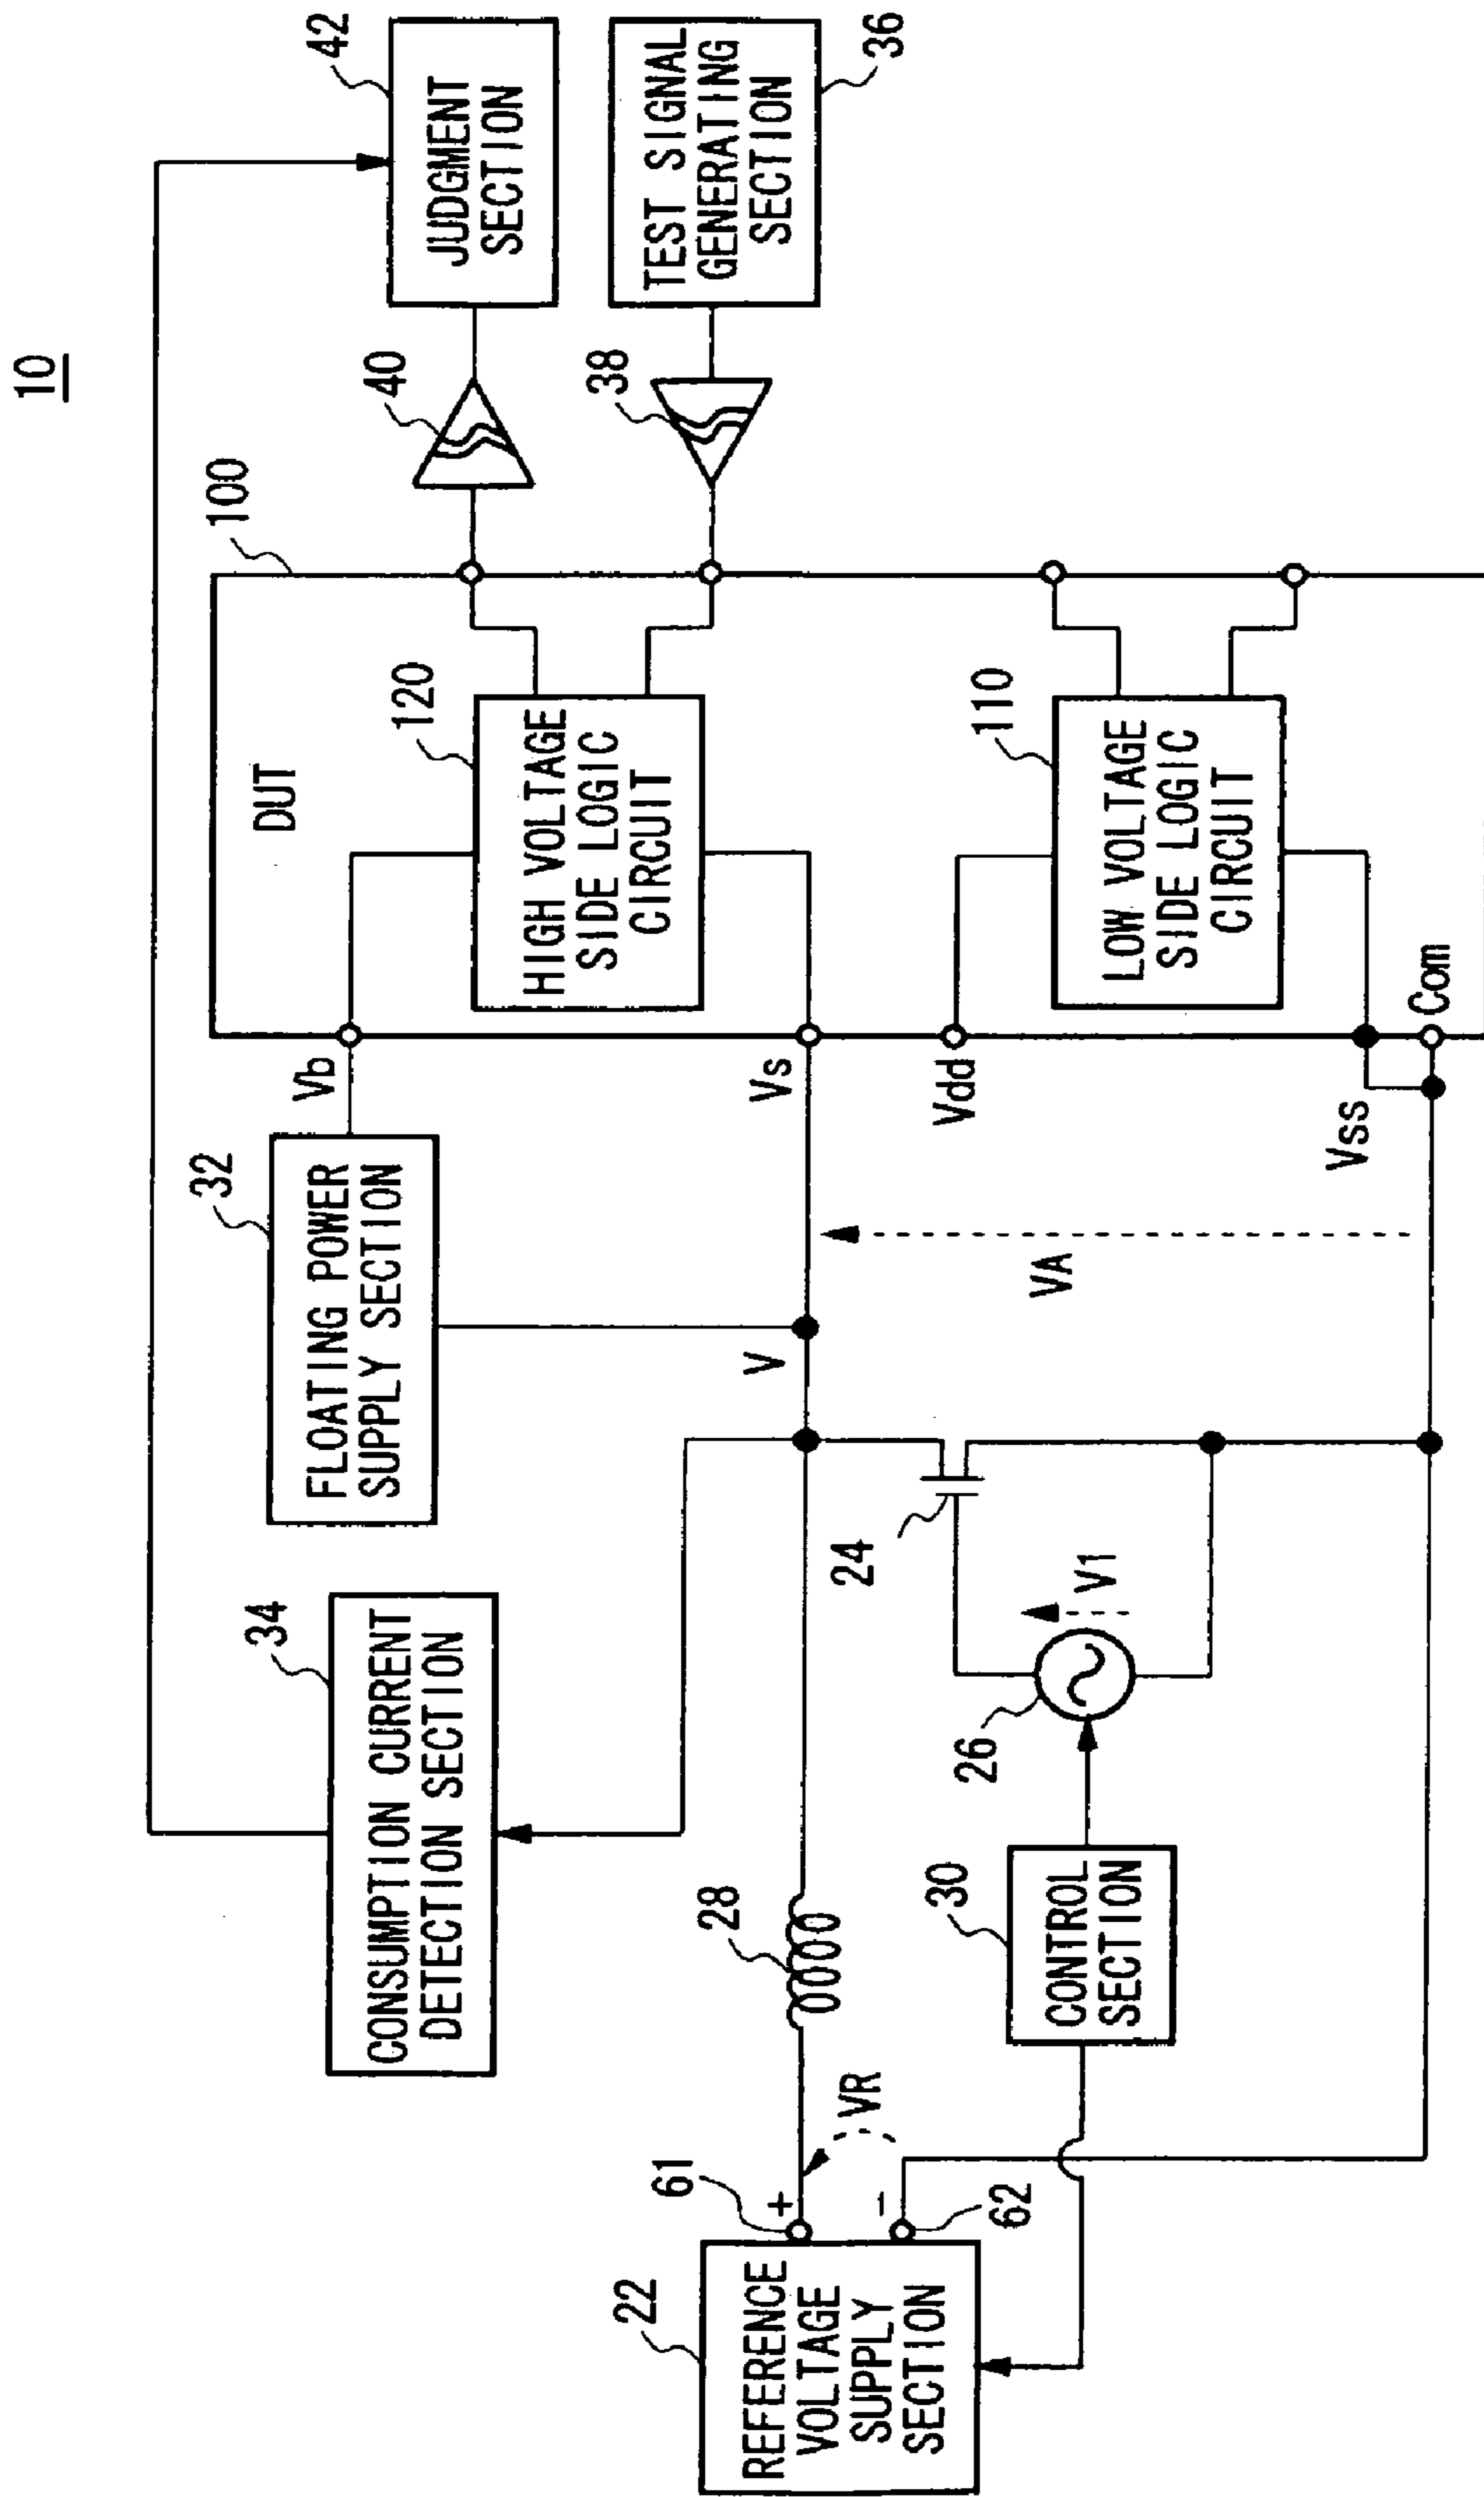 10
42
JUDGMENT
SECTION
36
TEST SIGNAL
GENERATING
SECTION
40
38
100
DUT
120
HIGH VOLTAGE
SIDE LOGIC
CIRCUIT
110
LOW VOLTAGE
SIDE LOGIC
CIRCUIT
Vb
Vs
Vdd
Vss
Com
32
FLOATING POWER
SUPPLY SECTION
V
VA
34
CONSUMPTION CURRENT
DETECTION SECTION
24
V1
26
28
30
CONTROL
SECTION
VR
61
+
-
62
22
REFERENCE
VOLTAGE
SUPPLY
SECTION